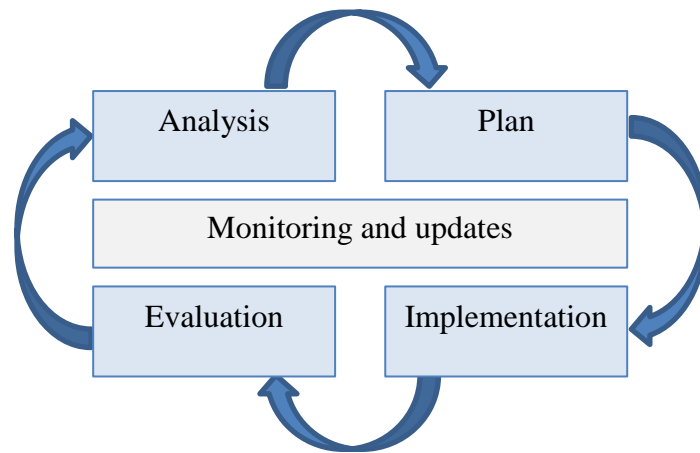 Analysis
Plan
Monitoring and updates
Evaluation
Implementation